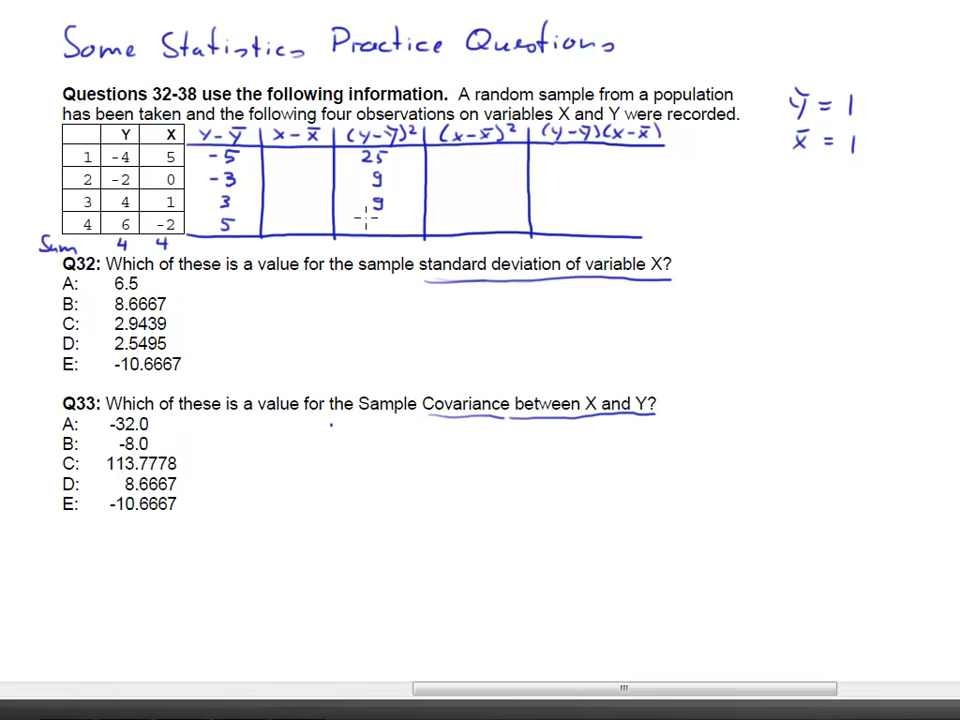 Some Statistics Practice Questions
Questions 32-38 use the following information. A random sample from a population
has been taken and the following four observations on variables X and Y were recorded.
ȳ = 1
x̄ = 1
Y X y-ȳ x-x̄ (y-ȳ)² (x-x̄)² (y-ȳ)(x-x̄)
1 -4 5 -5 25
2 -2 0 -3 9
3 4 1 3 9
4 6 -2 5
Sum 4 4
Q32: Which of these is a value for the sample standard deviation of variable X?
A: 6.5
B: 8.6667
C: 2.9439
D: 2.5495
E: -10.6667
Q33: Which of these is a value for the Sample Covariance between X and Y?
A: -32.0
B: -8.0
C: 113.7778
D: 8.6667
E: -10.6667